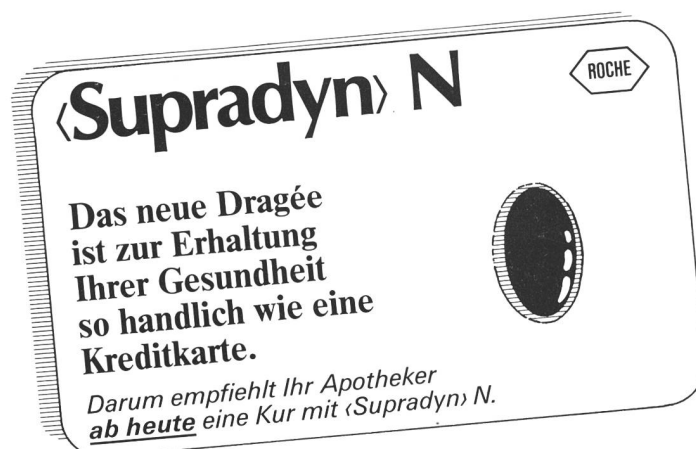 ‹Supradyn› N
ROCHE
Das neue Dragée
ist zur Erhaltung
Ihrer Gesundheit
so handlich wie eine
Kreditkarte.
Darum empfiehlt Ihr Apotheker
ab heute eine Kur mit ‹Supradyn› N.